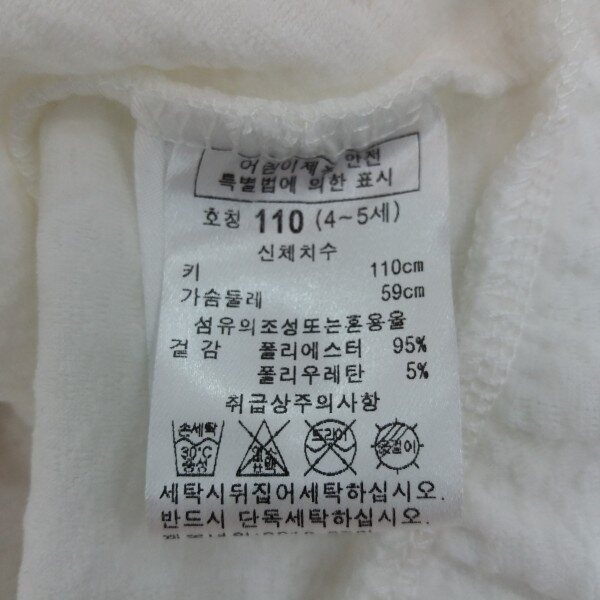 어린이제품 안전
특별법에 의한 표시
호칭 110 (4~5세)
신체치수
키 110cm
가슴둘레 59cm
섬유의조성또는혼용율
겉감 폴리에스터 95%
폴리우레탄 5%
취급상주의사항
손세탁 30°C 중성 드라이 옷걸이
세탁시뒤집어세탁하십시오.
반드시 단독세탁하십시오.